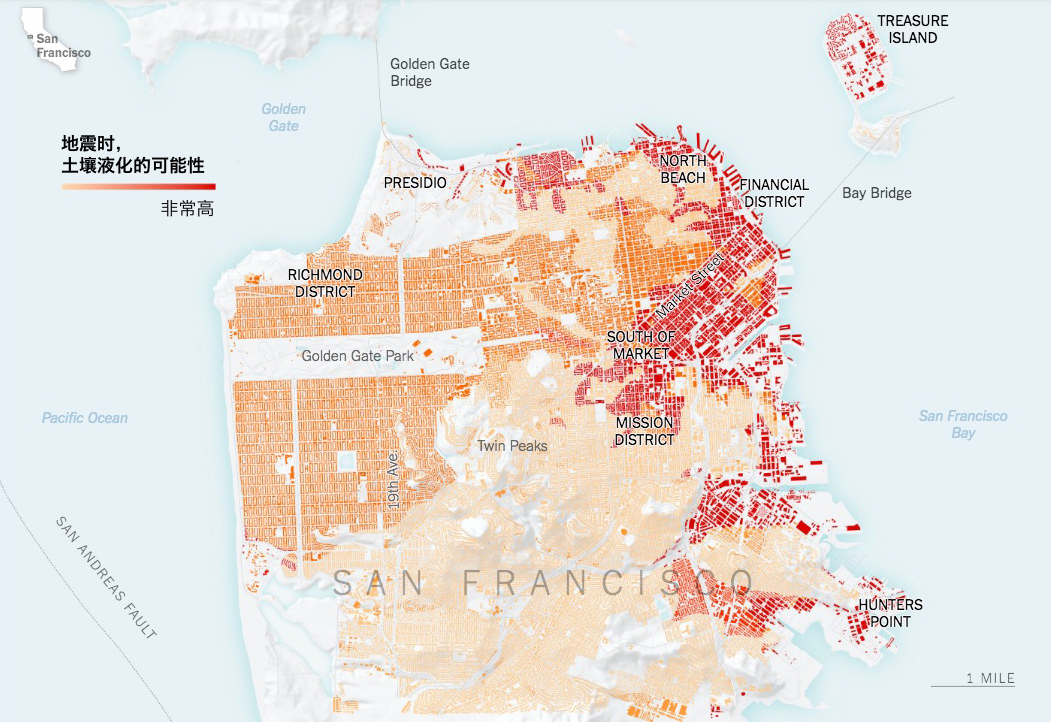 San
Francisco
TREASURE
ISLAND
Golden Gate
Bridge
Golden
Gate
地震时，
土壤液化的可能性
非常高
PRESIDIO
NORTH
BEACH
FINANCIAL
DISTRICT
Bay Bridge
RICHMOND
DISTRICT
Market Street
SOUTH OF
MARKET
Golden Gate Park
Pacific Ocean
San Francisco
Bay
MISSION
DISTRICT
Twin Peaks
19th Ave.
SAN ANDREAS FAULT
SAN FRANCISCO
HUNTERS
POINT
1 MILE